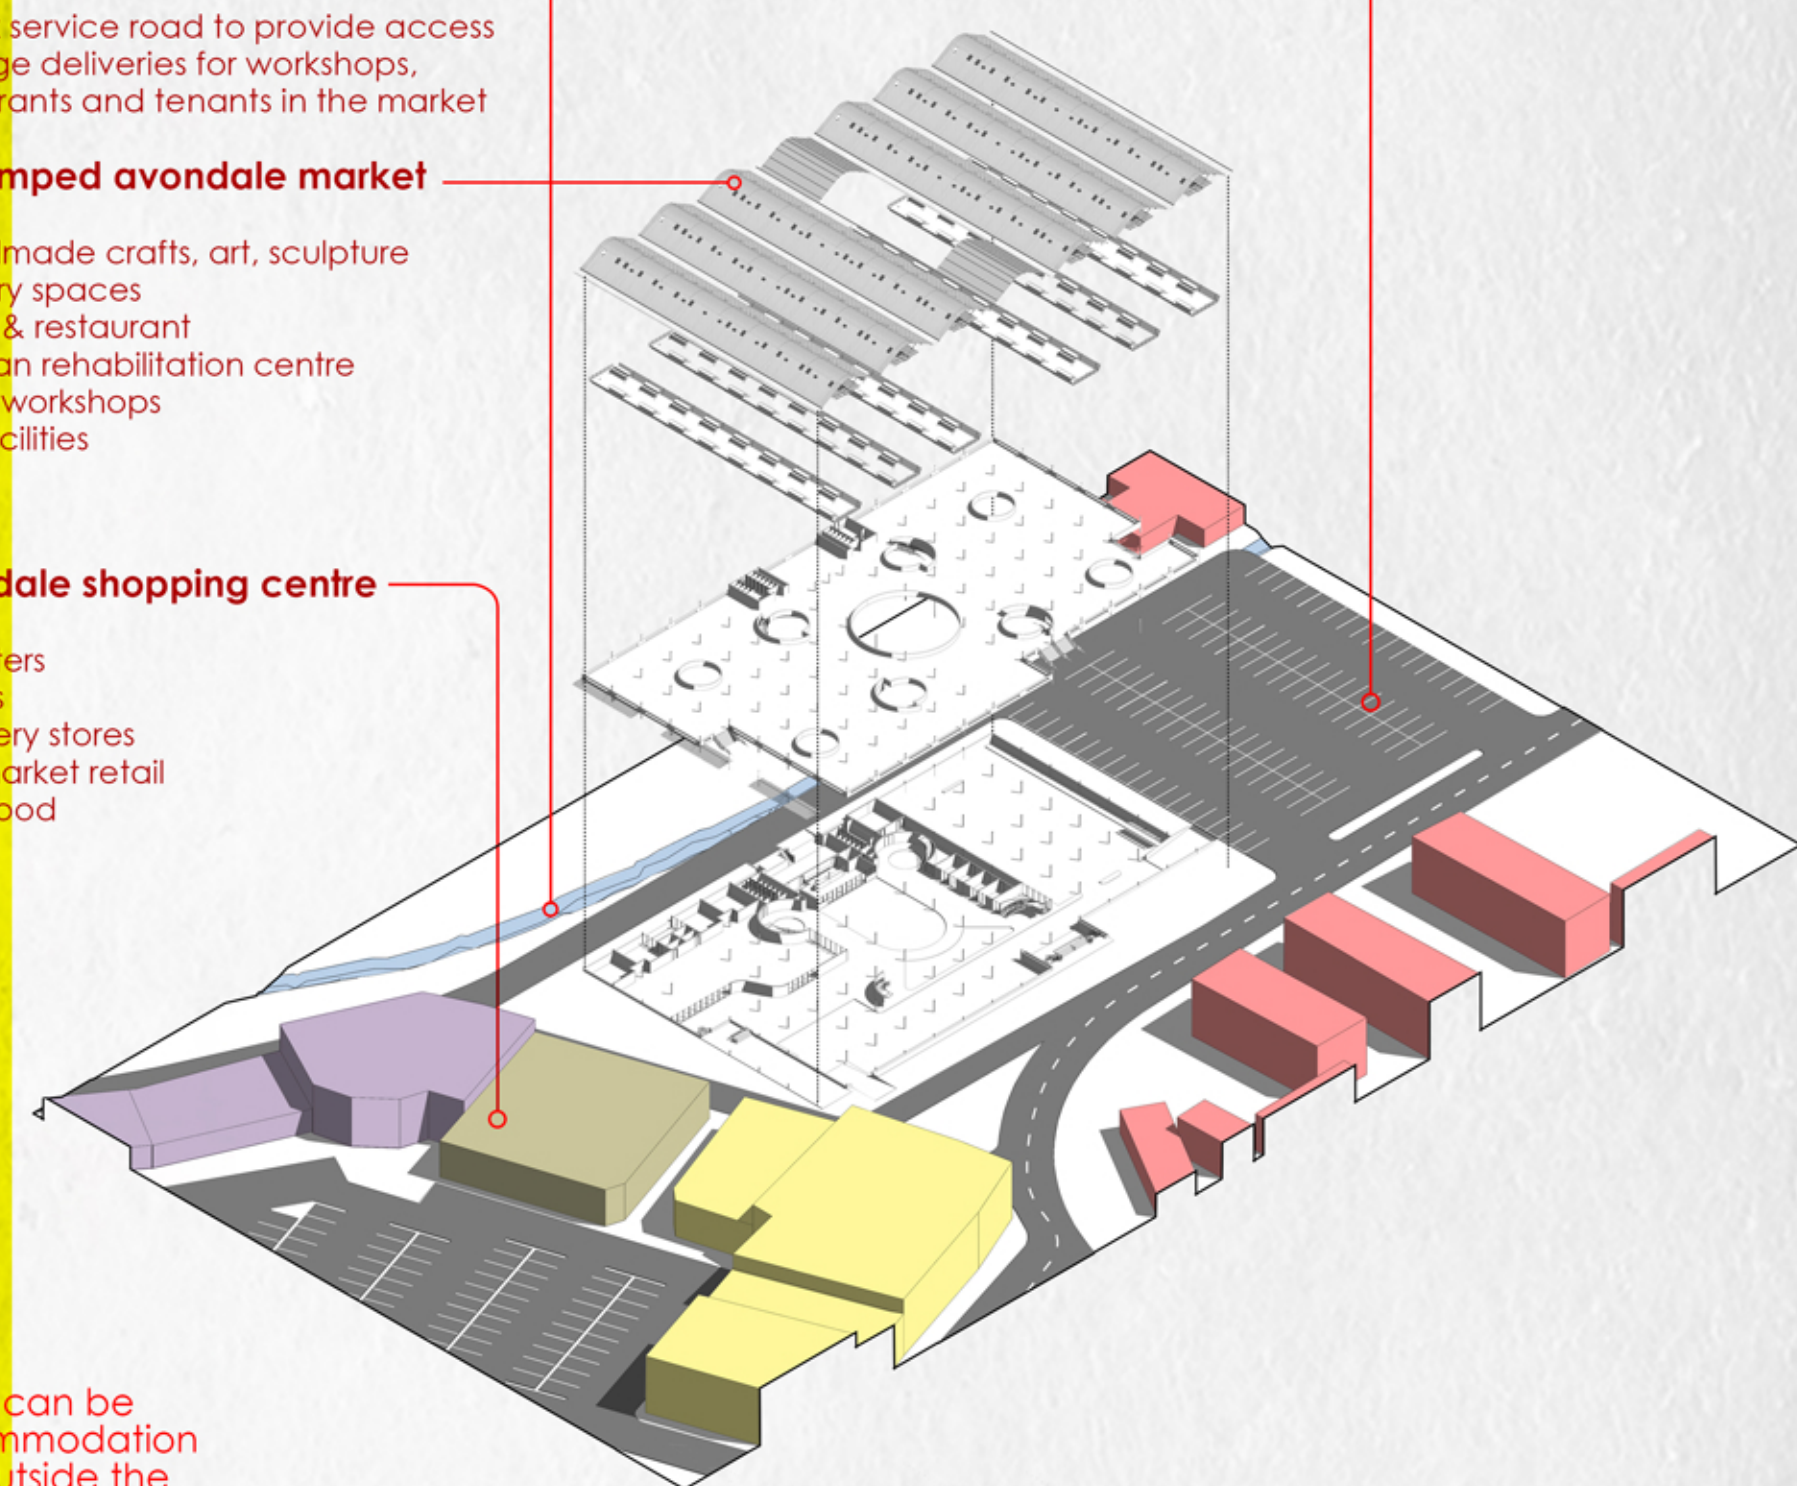 service road to provide access
ge deliveries for workshops,
rants and tenants in the market
mped avondale market
made crafts, art, sculpture
ry spaces
& restaurant
an rehabilitation centre
workshops
cilities
dale shopping centre
ers
s
ery stores
arket retail
ood
can be
mmodation
utside the